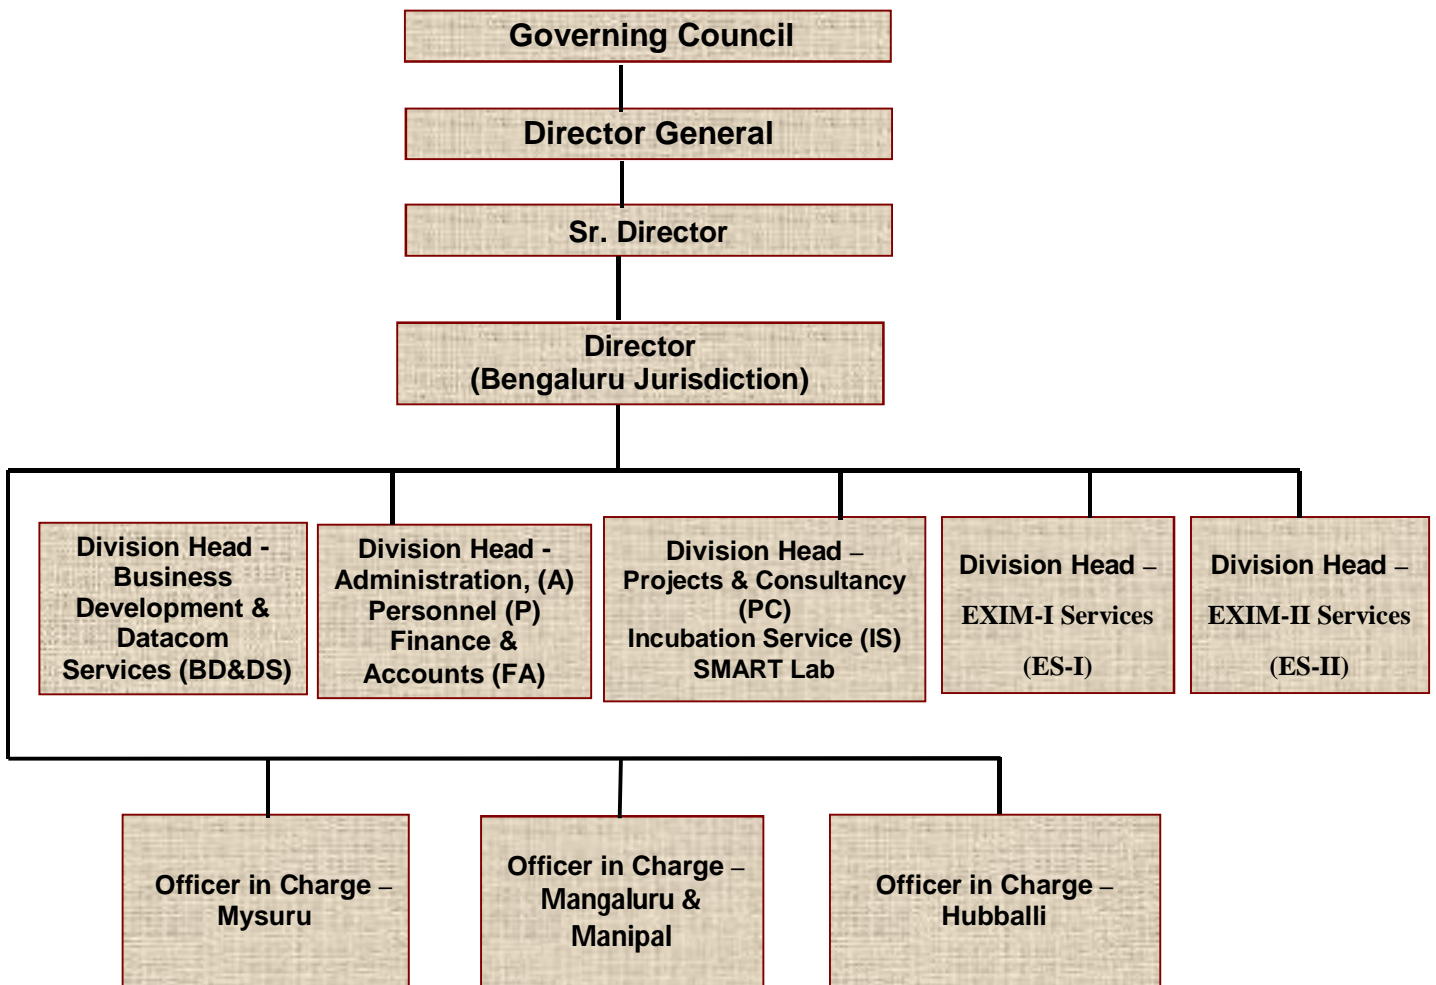 Governing Council
Director General
Sr. Director
Director
(Bengaluru Jurisdiction)
Division Head -
Business
Development &
Datacom
Services (BD&DS)
Division Head -
Administration, (A)
Personnel (P)
Finance &
Accounts (FA)
Division Head –
Projects & Consultancy
(PC)
Incubation Service (IS)
SMART Lab
Division Head –
EXIM-I Services
(ES-I)
Division Head –
EXIM-II Services
(ES-II)
Officer in Charge –
Mysuru
Officer in Charge –
Mangaluru &
Manipal
Officer in Charge –
Hubballi